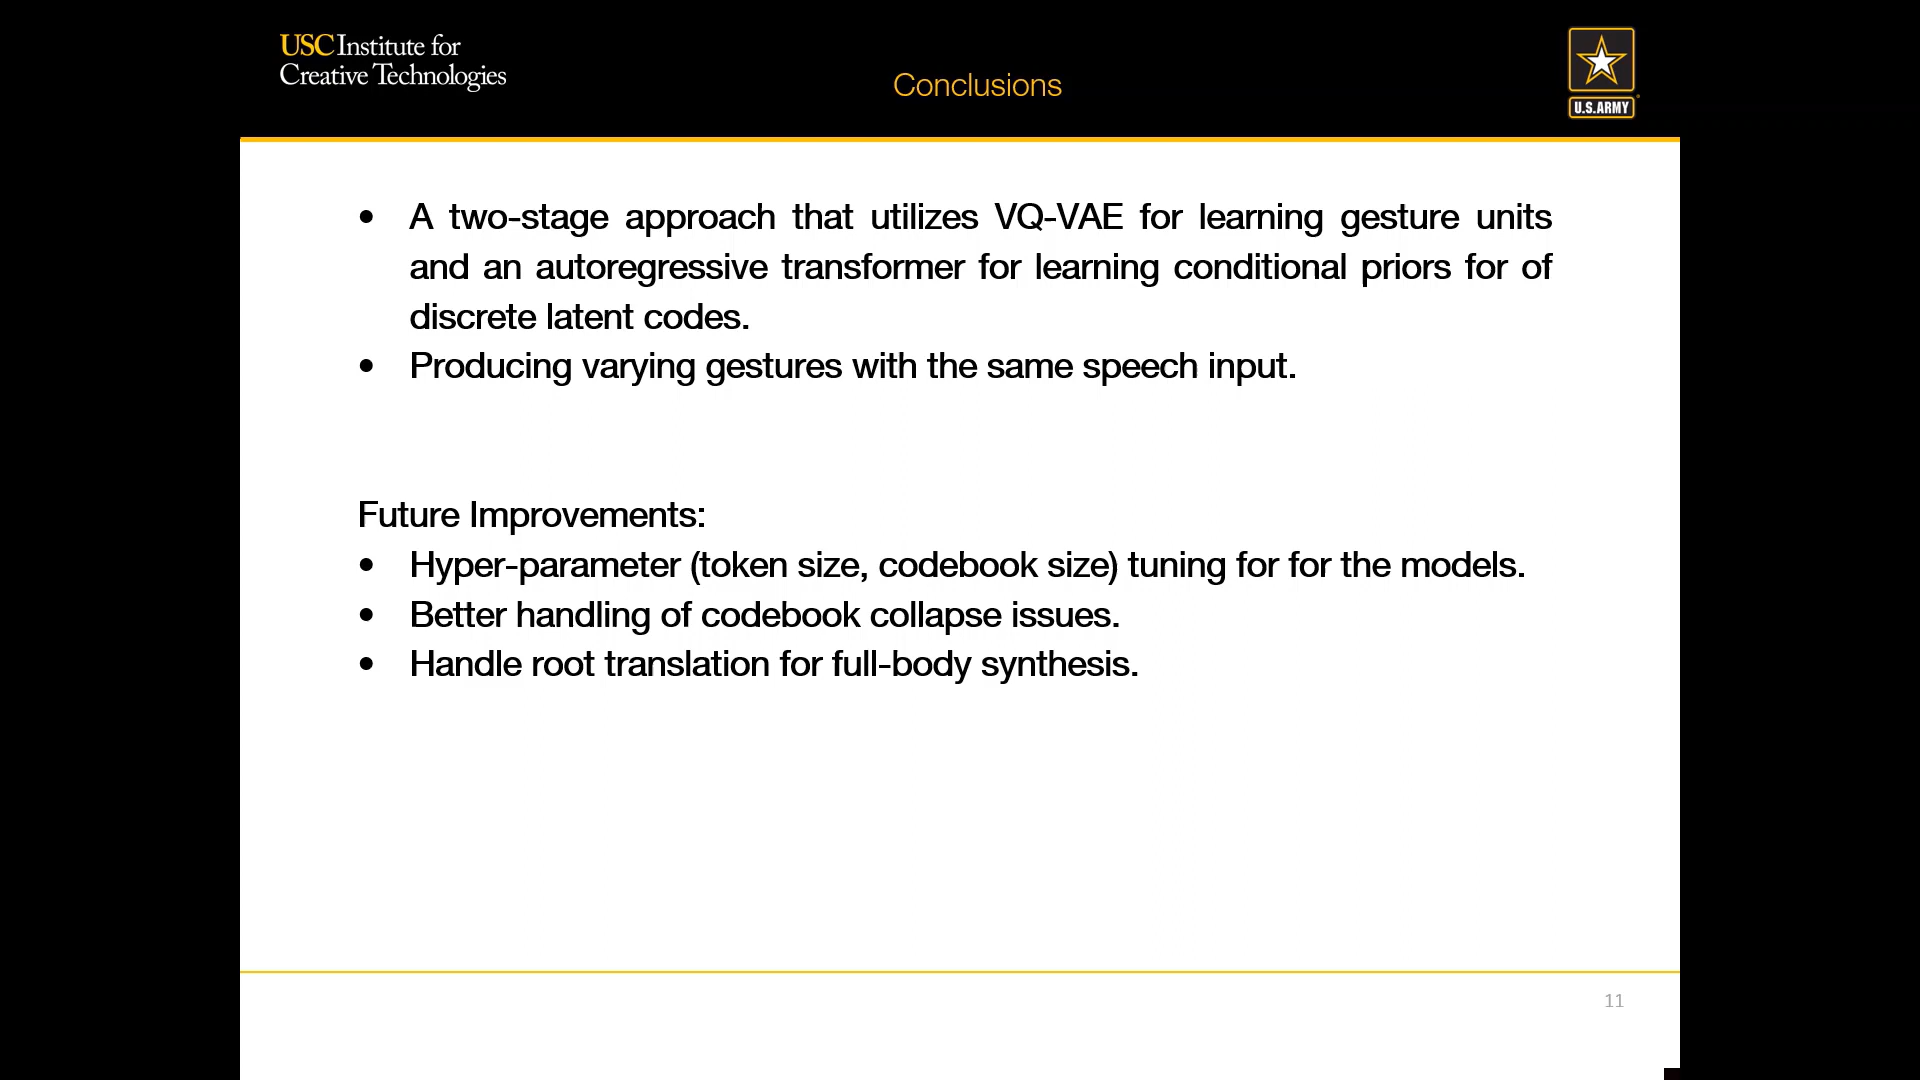 USC Institute for
Creative Technologies
Conclusions
U.S.ARMY
• A two-stage approach that utilizes VQ-VAE for learning gesture units
and an autoregressive transformer for learning conditional priors for of
discrete latent codes.
• Producing varying gestures with the same speech input.
Future Improvements:
• Hyper-parameter (token size, codebook size) tuning for for the models.
• Better handling of codebook collapse issues.
• Handle root translation for full-body synthesis.
11